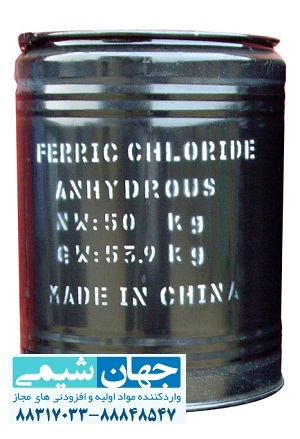 FERRIC CHLORIDE
ANHYDROUS
NW:50 kg
GW:53.9 kg
MADE IN CHINA
جهان شیمی
واردکننده مواد اولیه و افزودنی های مجاز
۸۸۳۱۷۰۳۳-۸۸۸۴۸۵۴۷